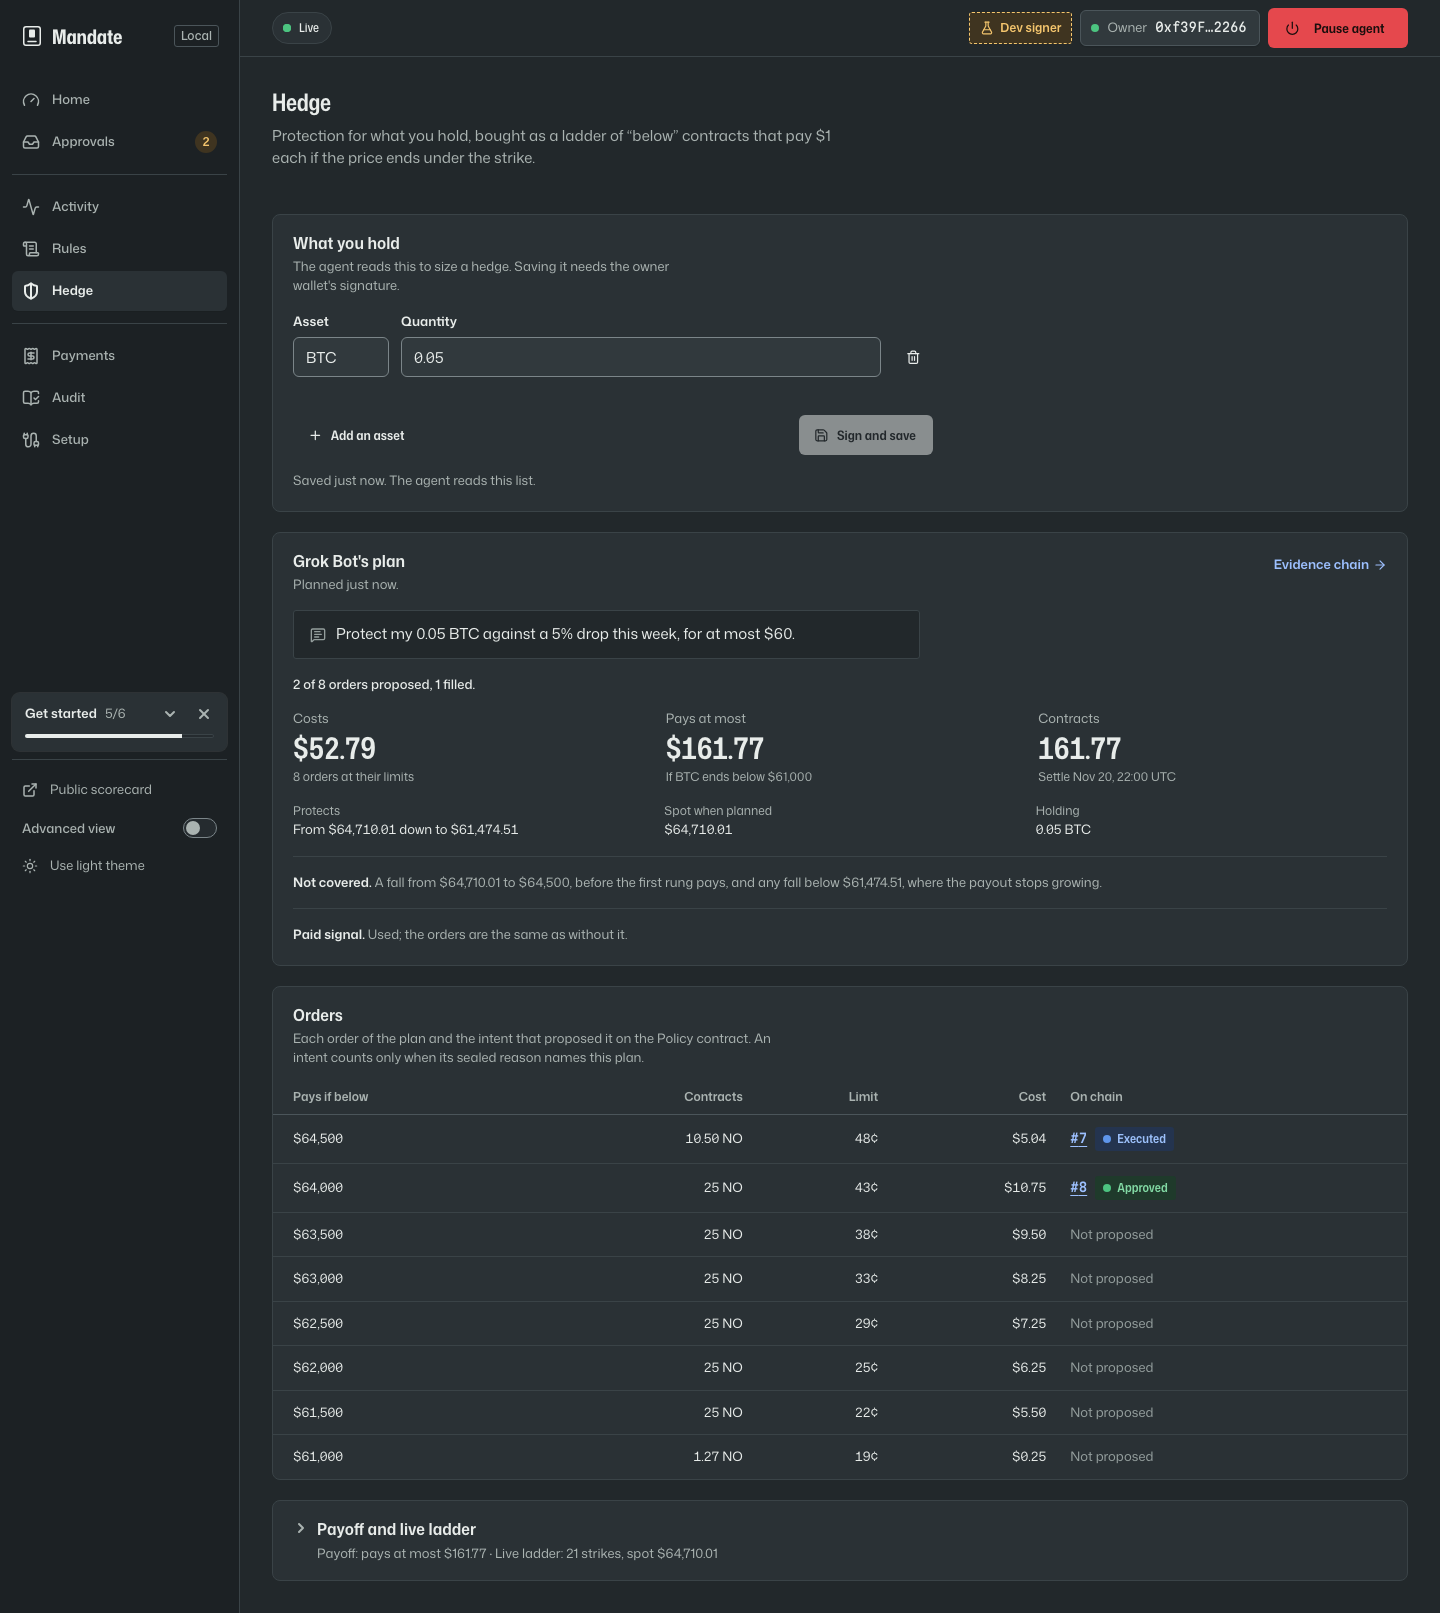 Mandate
Local
Home
Approvals
2
Activity
Rules
Hedge
Payments
Audit
Setup
Get started 5/6
Public scorecard
Advanced view
Use light theme
Live
Dev signer
Owner 0xf39F…2266
Pause agent
Hedge
Protection for what you hold, bought as a ladder of “below” contracts that pay $1
each if the price ends under the strike.
What you hold
The agent reads this to size a hedge. Saving it needs the owner
wallet's signature.
Asset Quantity
BTC 0.05
Add an asset
Sign and save
Saved just now. The agent reads this list.
Grok Bot's plan
Evidence chain →
Planned just now.
Protect my 0.05 BTC against a 5% drop this week, for at most $60.
2 of 8 orders proposed, 1 filled.
Costs Pays at most Contracts
$52.79 $161.77 161.77
8 orders at their limits If BTC ends below $61,000 Settle Nov 20, 22:00 UTC
Protects Spot when planned Holding
From $64,710.01 down to $61,474.51 $64,710.01 0.05 BTC
Not covered. A fall from $64,710.01 to $64,500, before the first rung pays, and any fall below $61,474.51, where the payout stops growing.
Paid signal. Used; the orders are the same as without it.
Orders
Each order of the plan and the intent that proposed it on the Policy contract. An
intent counts only when its sealed reason names this plan.
Pays if below Contracts Limit Cost On chain
$64,500 10.50 NO 48¢ $5.04 #7 Executed
$64,000 25 NO 43¢ $10.75 #8 Approved
$63,500 25 NO 38¢ $9.50 Not proposed
$63,000 25 NO 33¢ $8.25 Not proposed
$62,500 25 NO 29¢ $7.25 Not proposed
$62,000 25 NO 25¢ $6.25 Not proposed
$61,500 25 NO 22¢ $5.50 Not proposed
$61,000 1.27 NO 19¢ $0.25 Not proposed
Payoff and live ladder
Payoff: pays at most $161.77 · Live ladder: 21 strikes, spot $64,710.01